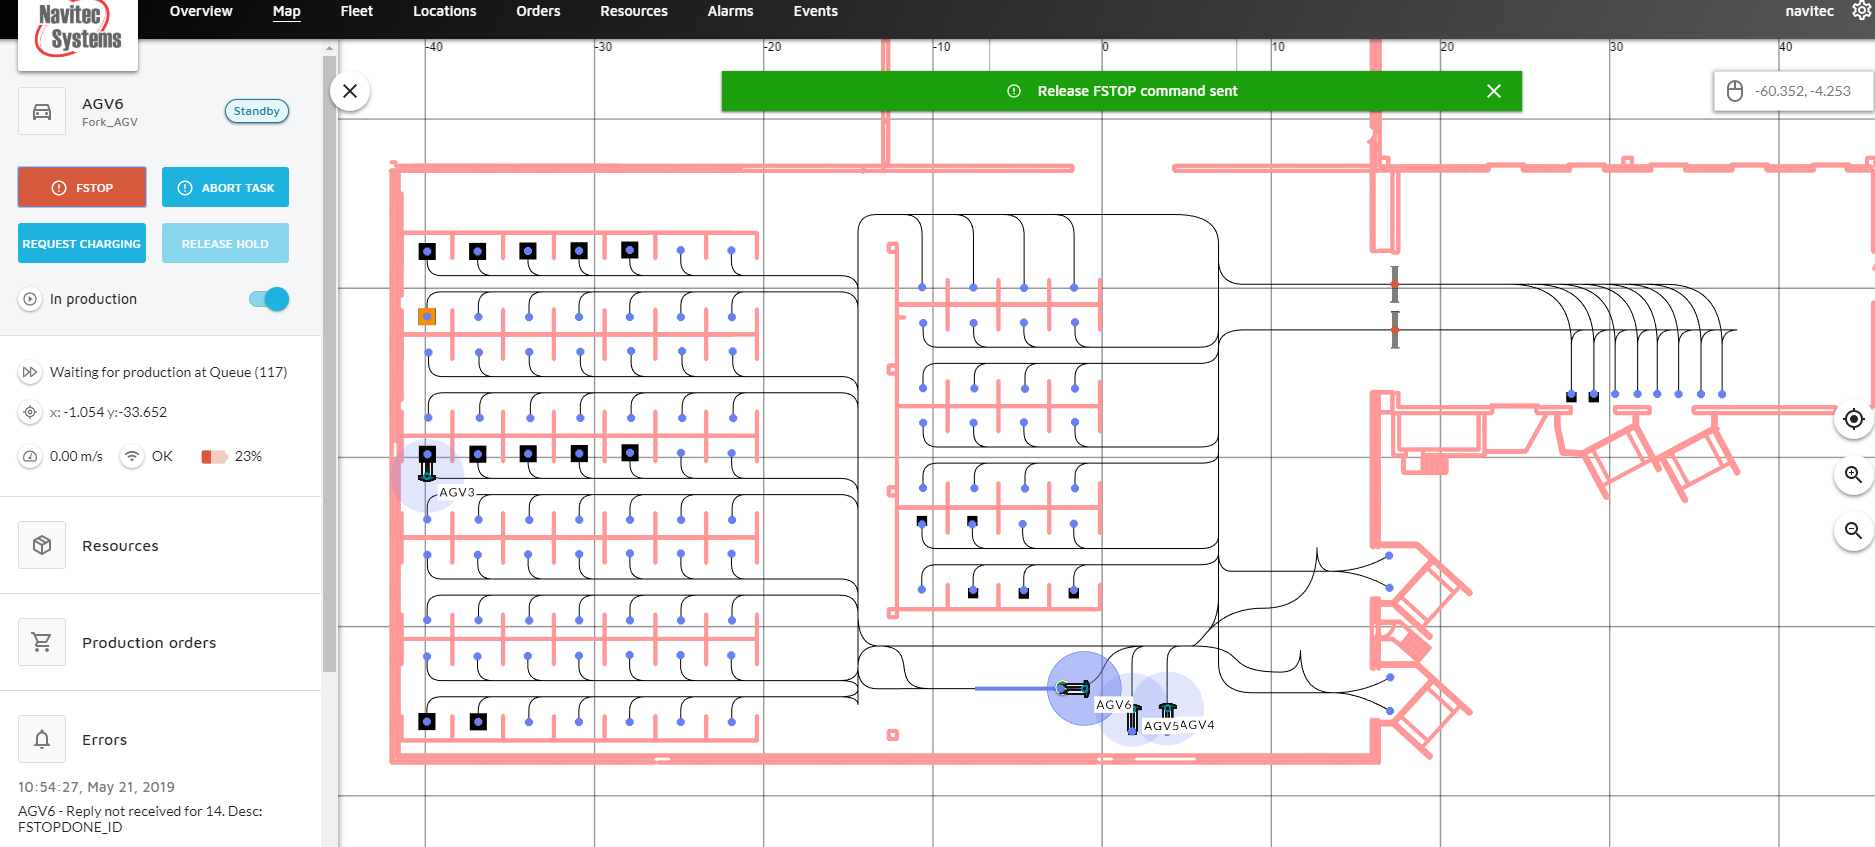 Navitec
Systems
Overview
Map
Fleet
Locations
Orders
Resources
Alarms
Events
navitec
-40
-30
-20
-10
0
10
20
30
40
AGV6
Fork_AGV
Standby
Release FSTOP command sent
-60.352, -4.253
FSTOP
ABORT TASK
REQUEST CHARGING
RELEASE HOLD
In production
Waiting for production at Queue (117)
x: -1.054 y:-33.652
0.00 m/s
OK
23%
AGV3
Resources
Production orders
AGV6
AGV5
AGV4
Errors
10:54:27, May 21, 2019
AGV6 - Reply not received for 14. Desc:
FSTOPDONE_ID